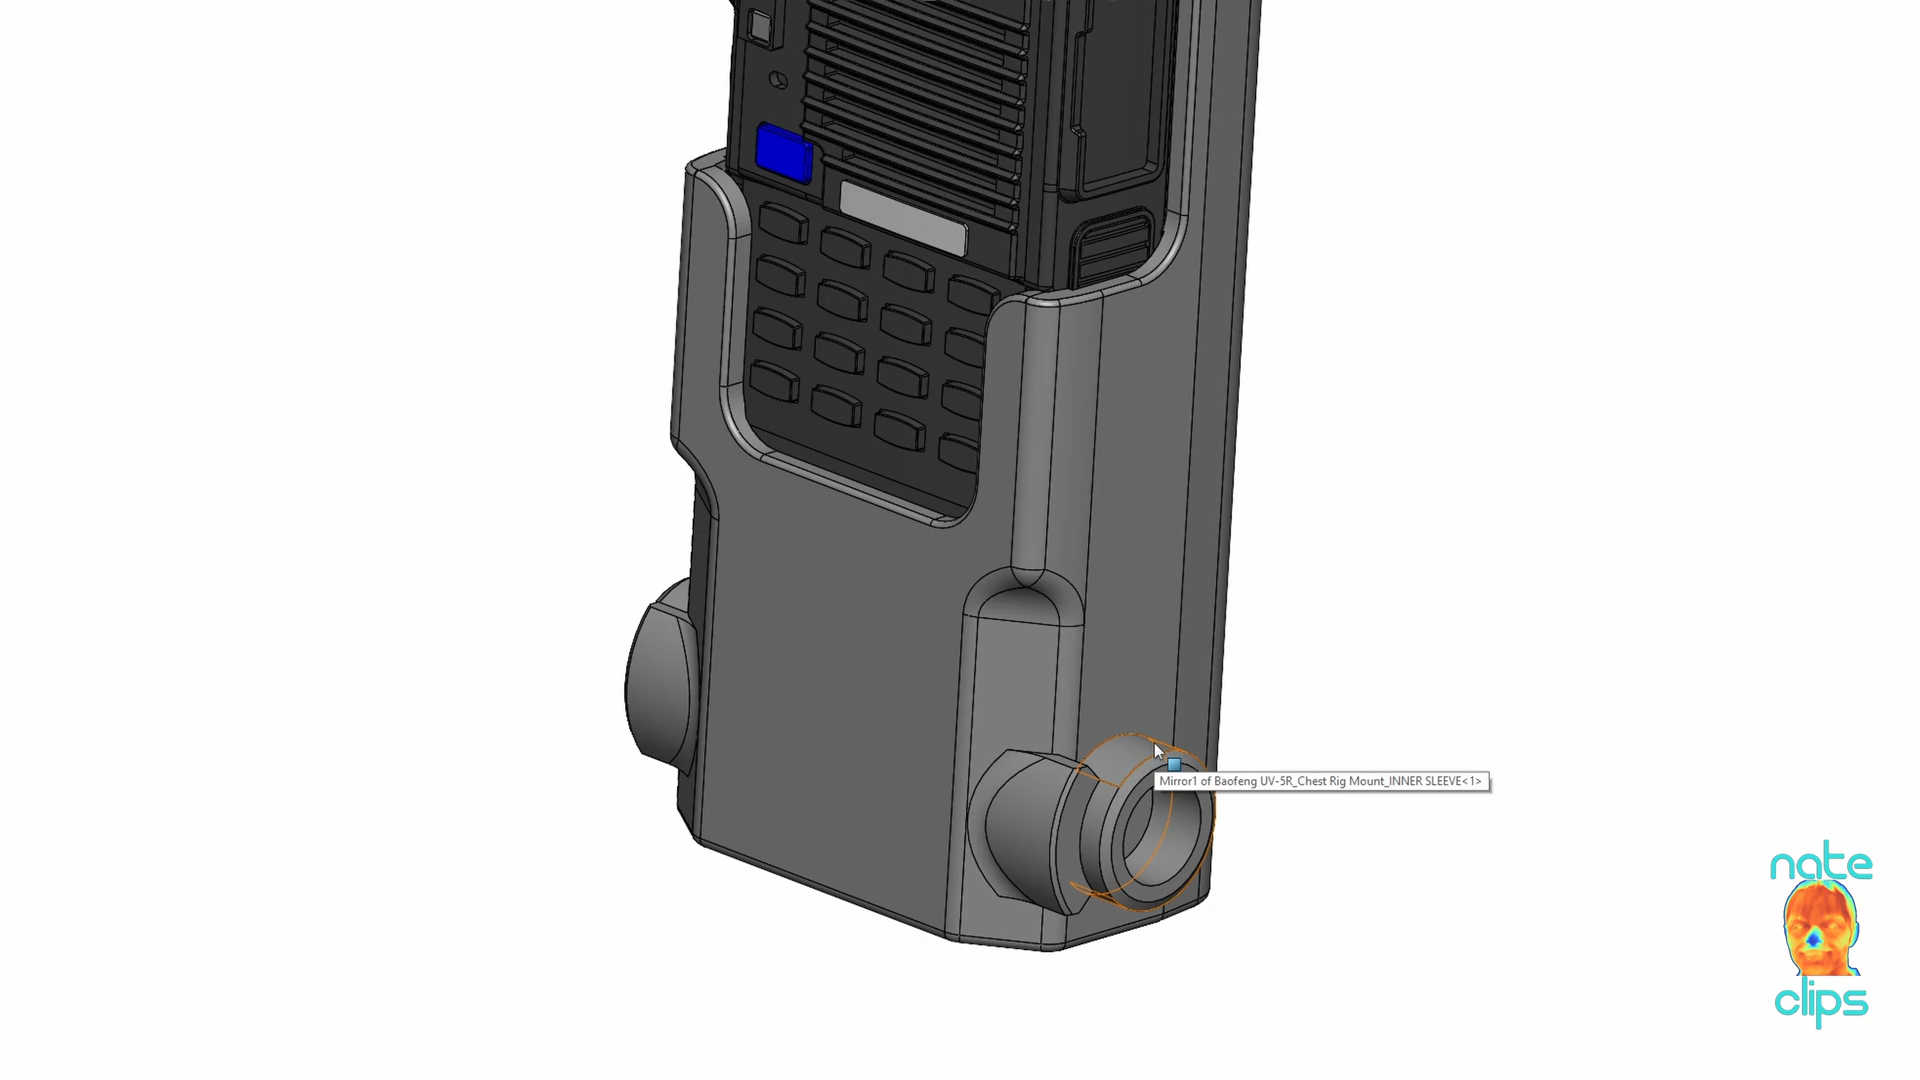 Mirror1 of Baofeng UV-5R_Chest Rig Mount_INNER SLEEVE<1>
nate
clips